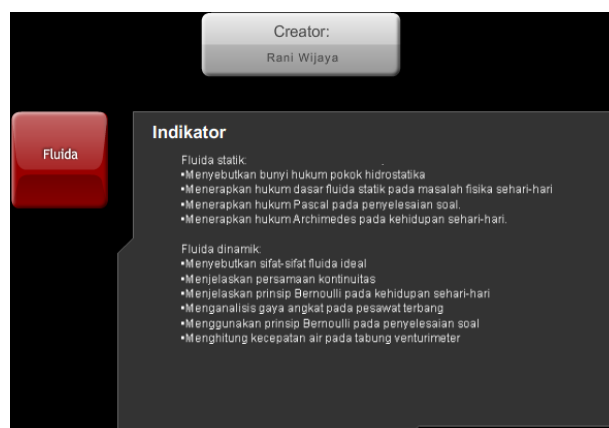 Creator:
Rani Wijaya
Fluida
Indikator
Fluida statik:
•Menyebutkan bunyi hukum pokok hidrostatika
•Menerapkan hukum dasar fluida statik pada masalah fisika sehari-hari
•Menerapkan hukum Pascal pada penyelesaian soal.
•Menerapkan hukum Archimedes pada kehidupan sehari-hari.
Fluida dinamik:
•Menyebutkan sifat-sifat fluida ideal
•Menjelaskan persamaan kontinuitas
•Menjelaskan prinsip Bernoulli pada kehidupan sehari-hari
•Menganalisis gaya angkat pada pesawat terbang
•Menggunakan prinsip Bernoulli pada penyelesaian soal
•Menghitung kecepatan air pada tabung venturimeter